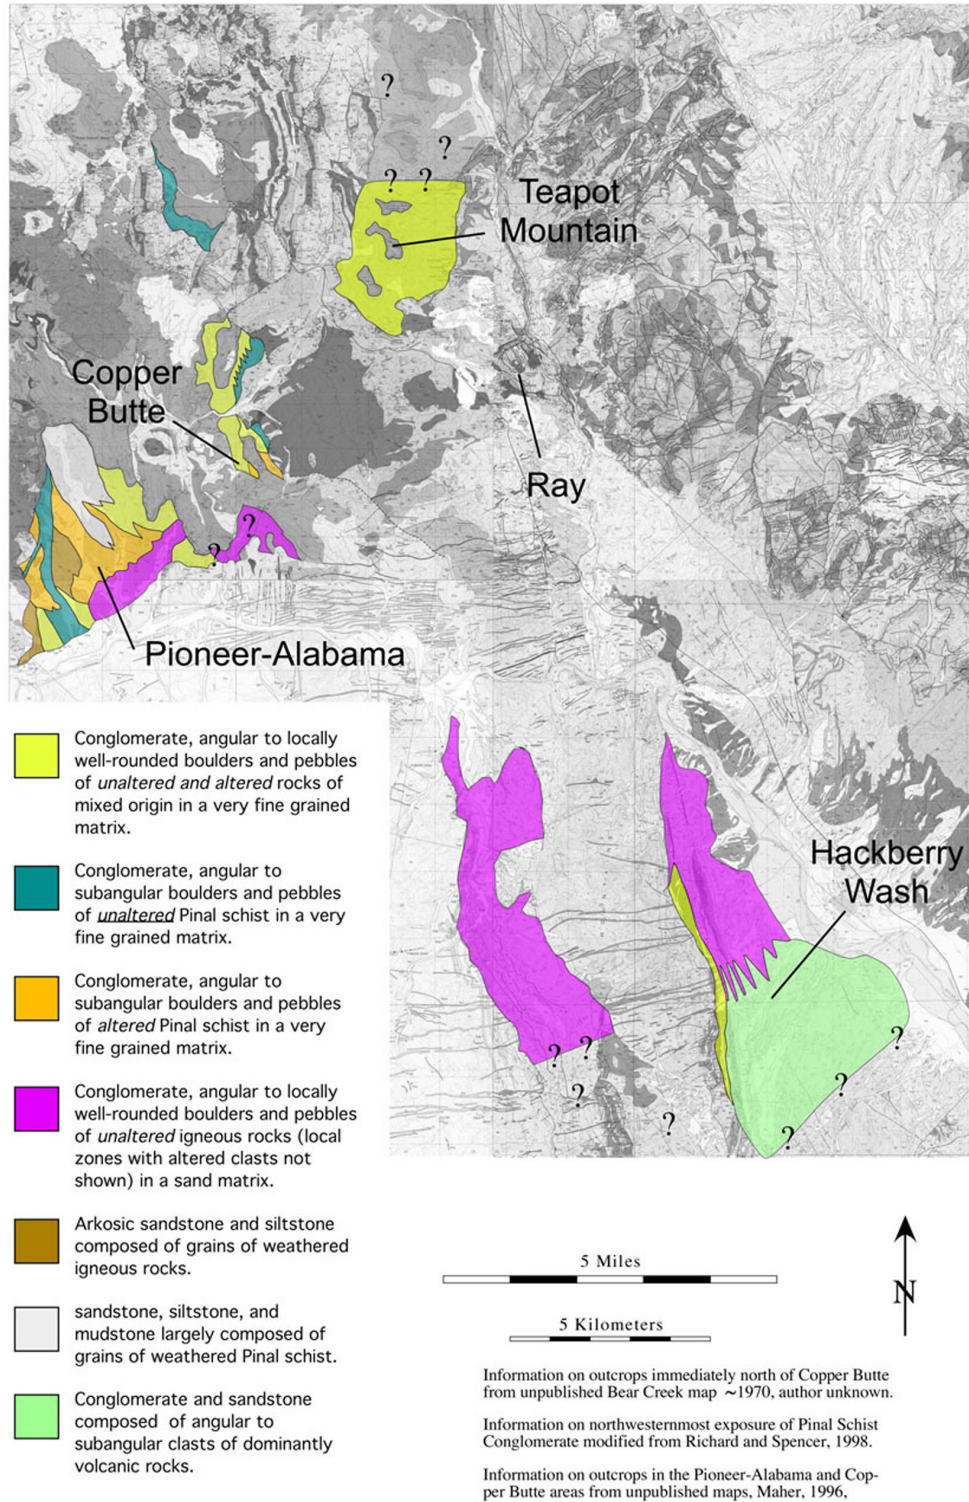 ?
?
? ?
Teapot
Mountain
Copper
Butte
Ray
?
?
Pioneer-Alabama
Conglomerate, angular to locally
well-rounded boulders and pebbles
of unaltered and altered rocks of
mixed origin in a very fine grained
matrix.
Conglomerate, angular to
subangular boulders and pebbles
of unaltered Pinal schist in a very
fine grained matrix.
Conglomerate, angular to
subangular boulders and pebbles
of altered Pinal schist in a very
fine grained matrix.
Conglomerate, angular to locally
well-rounded boulders and pebbles
of unaltered igneous rocks (local
zones with altered clasts not
shown) in a sand matrix.
Arkosic sandstone and siltstone
composed of grains of weathered
igneous rocks.
sandstone, siltstone, and
mudstone largely composed of
grains of weathered Pinal schist.
Conglomerate and sandstone
composed of angular to
subangular clasts of dominantly
volcanic rocks.
Hackberry
Wash
? ?
?
?
?
?
?
5 Miles
5 Kilometers
N
Information on outcrops immediately north of Copper Butte
from unpublished Bear Creek map ~1970, author unknown.
Information on northwesternmost exposure of Pinal Schist
Conglomerate modified from Richard and Spencer, 1998.
Information on outcrops in the Pioneer-Alabama and Cop-
per Butte areas from unpublished maps, Maher, 1996,